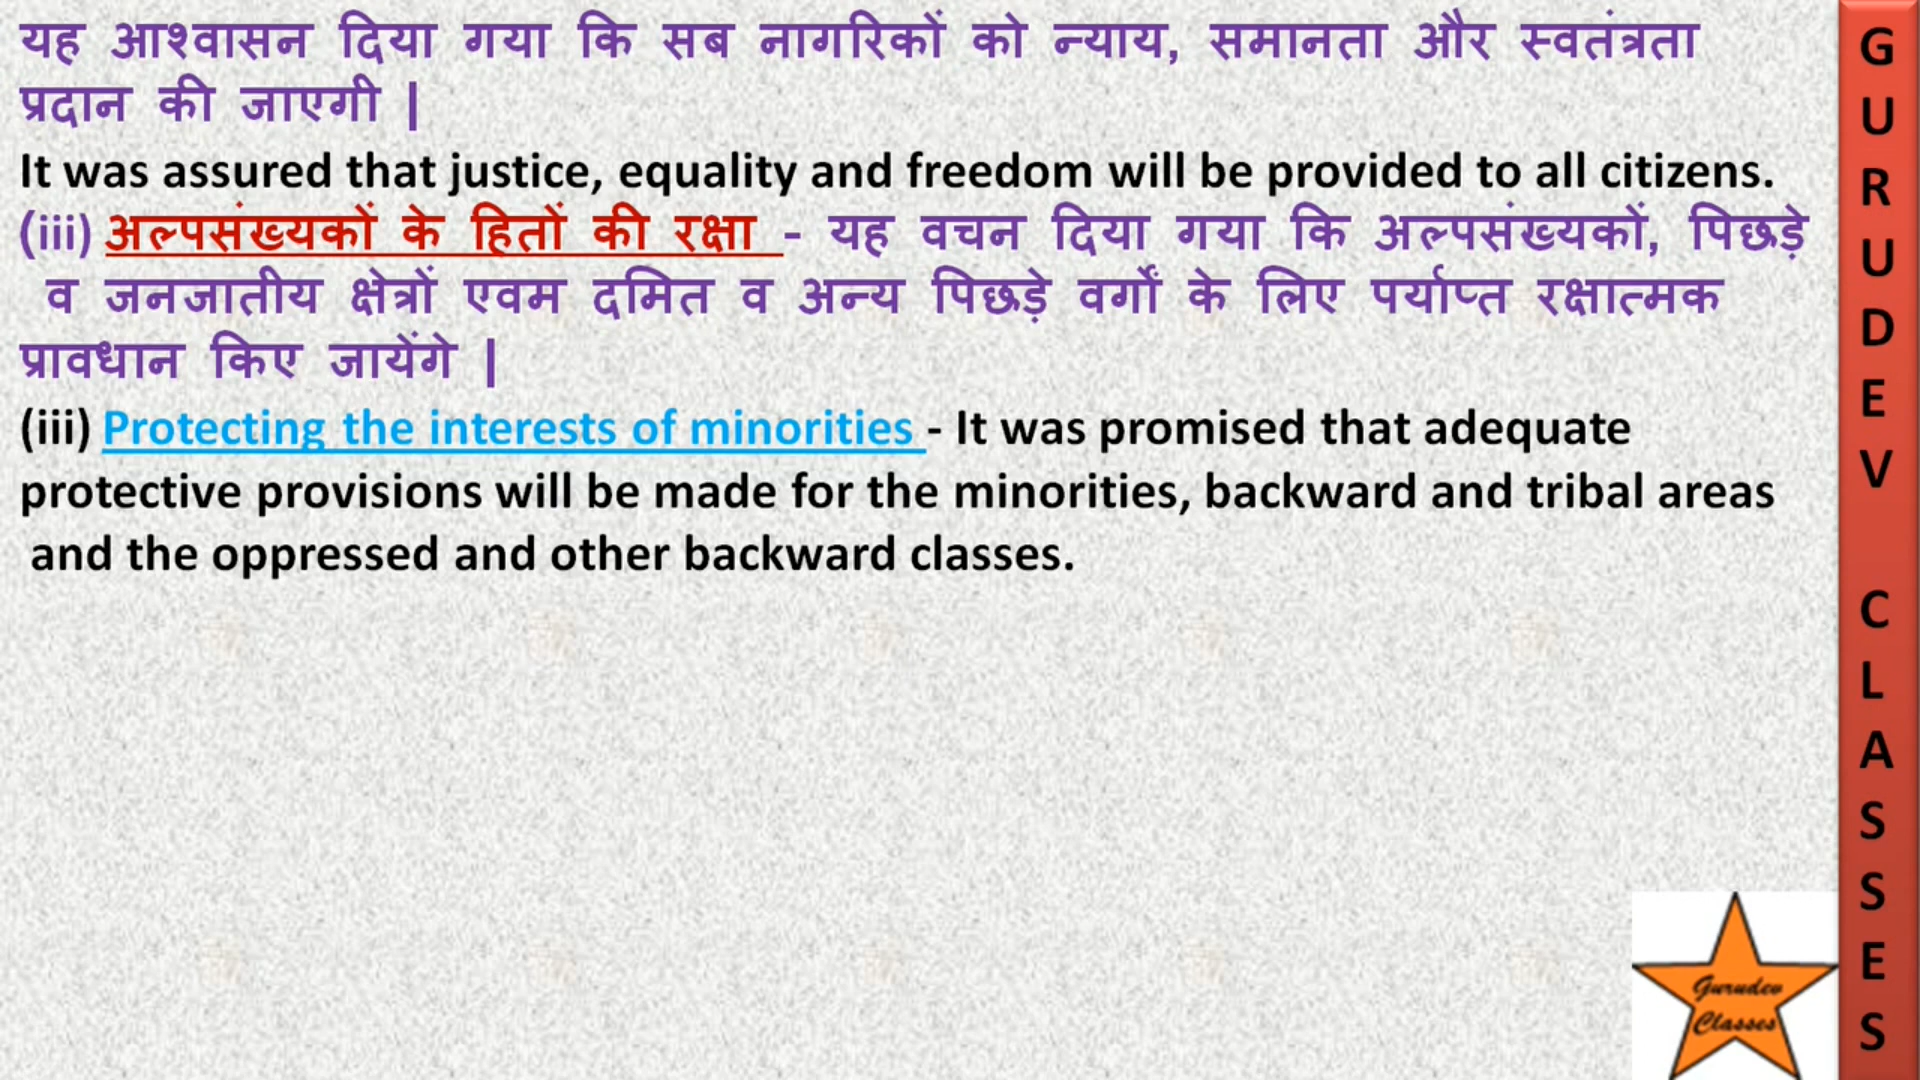 यह आश्वासन दिया गया कि सब नागरिकों को न्याय, समानता और स्वतंत्रता
प्रदान की जाएगी |
It was assured that justice, equality and freedom will be provided to all citizens.
(iii) अल्पसंख्यकों के हितों की रक्षा - यह वचन दिया गया कि अल्पसंख्यकों, पिछड़े
व जनजातीय क्षेत्रों एवम दमित व अन्य पिछड़े वर्गों के लिए पर्याप्त रक्षात्मक
प्रावधान किए जायेंगे |
(iii) Protecting the interests of minorities - It was promised that adequate
protective provisions will be made for the minorities, backward and tribal areas
and the oppressed and other backward classes.
GURUDEV CLASSES
Gurudev
Classes